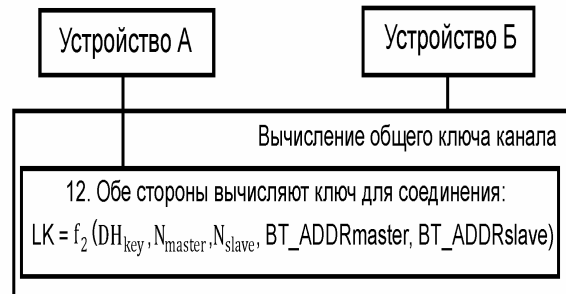 Устройство А
Устройство Б
Вычисление общего ключа канала
12. Обе стороны вычисляют ключ для соединения:
LK = f₂ (DHkey, Nmaster, Nslave, BT_ADDRmaster, BT_ADDRslave)